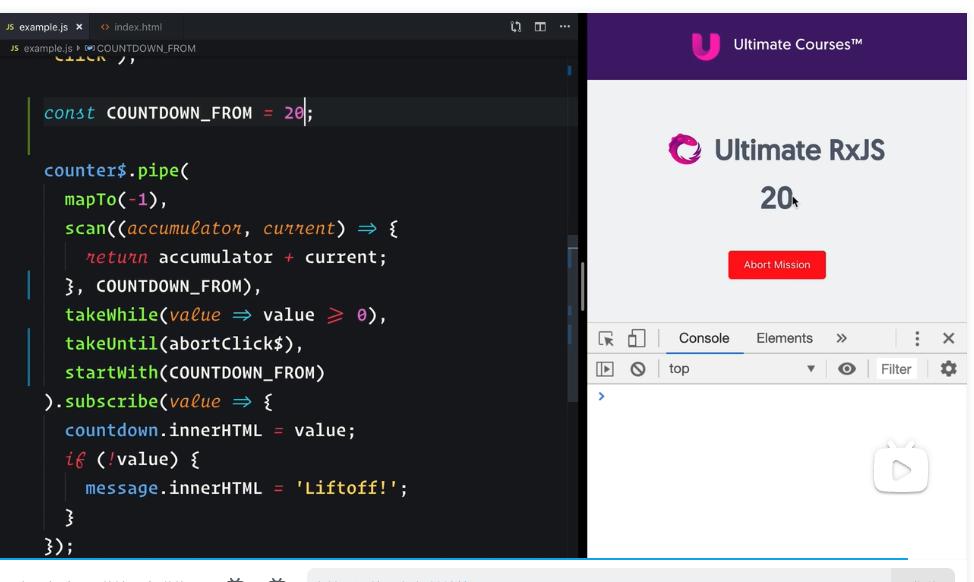 JS example.js ×
<> index.html
JS example.js COUNTDOWN_FROM
'click');
const COUNTDOWN_FROM = 20;
counter$.pipe(
mapTo(-1),
scan((accumulator, current) => {
return accumulator + current;
}, COUNTDOWN_FROM),
takeWhile(value => value >= 0),
takeUntil(abortClick$),
startWith(COUNTDOWN_FROM)
).subscribe(value => {
countdown.innerHTML = value;
if (!value) {
message.innerHTML = 'Liftoff!';
}
});
Ultimate Courses™
Ultimate RxJS
20
Abort Mission
Console Elements »
top
Filter